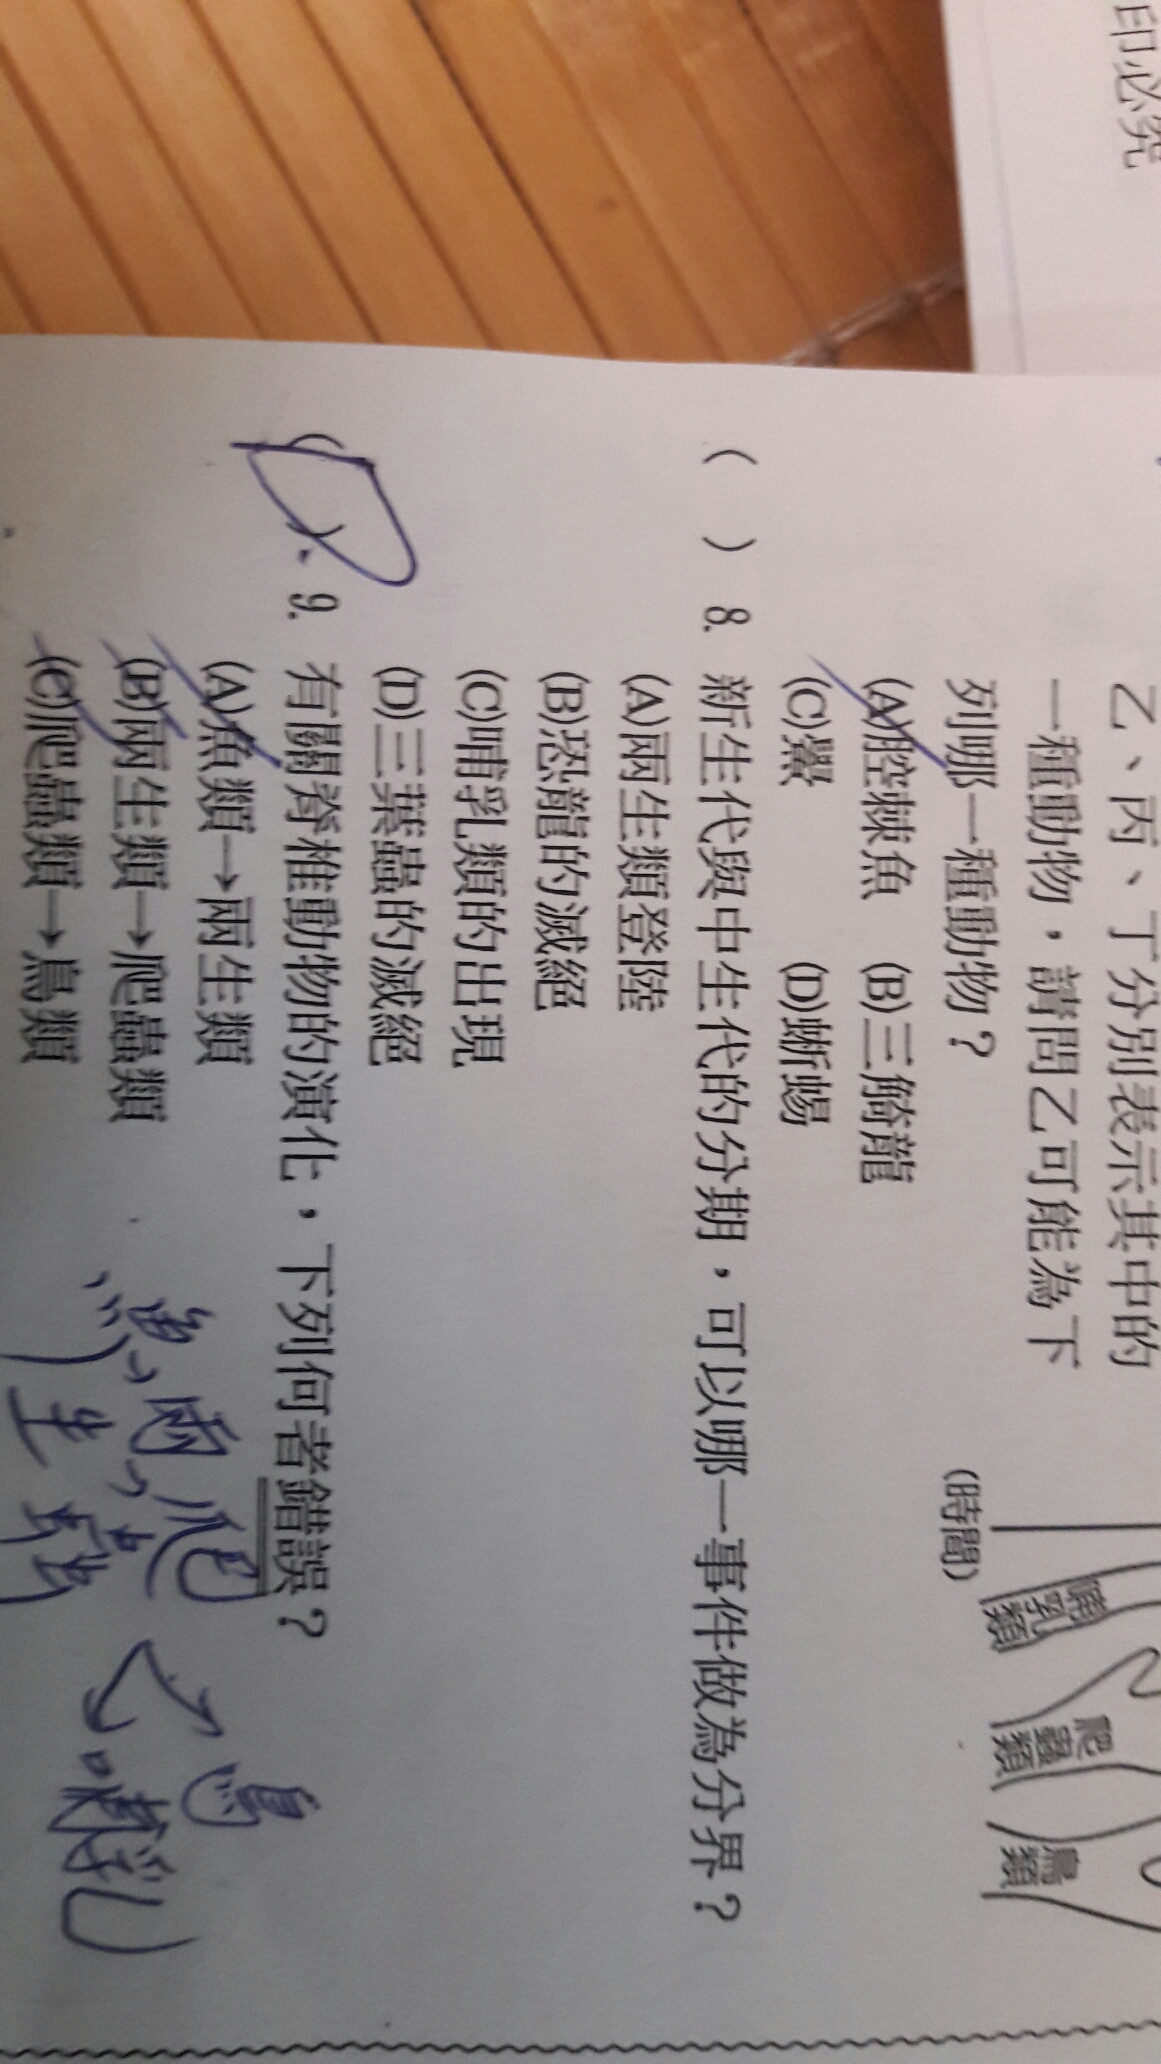 印必究
乙、丙、丁分別表示其中的
一種動物，請問乙可能為下
列哪一種動物？
(A)腔棘魚 (B)三觭龍
(C)鱟 (D)蜥蜴
(時間)
哺乳類
爬蟲類
鳥類
( ) 8. 新生代與中生代的分期，可以哪一事件做為分界？
(A)兩生類登陸
(B)恐龍的滅絕
(C)哺乳類的出現
(D)三葉蟲的滅絕
( ) 9. 有關脊椎動物的演化，下列何者錯誤？
(A)魚類→兩生類
(B)兩生類→爬蟲類
(C)爬蟲類→鳥類
魚→兩生→爬
鳥
哺乳